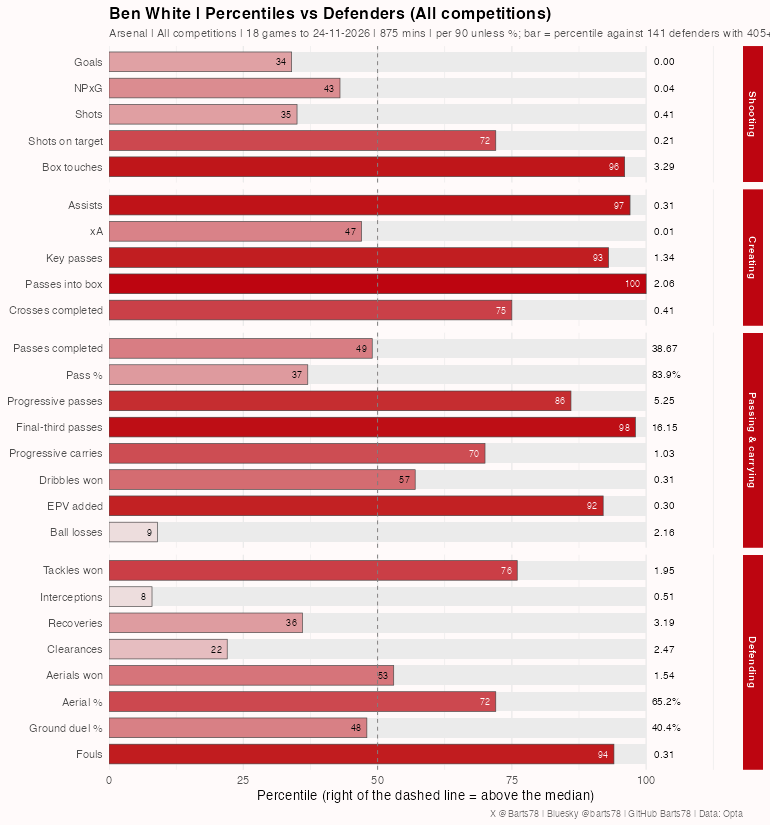 Ben White | Percentiles vs Defenders (All competitions)
Arsenal | All competitions | 18 games to 24-11-2026 | 875 mins | per 90 unless %; bar = percentile against 141 defenders with 405+
Goals 34 0.00
NPxG 43 0.04
Shots 35 0.41
Shots on target 72 0.21
Box touches 96 3.29
Shooting
Assists 97 0.31
xA 47 0.01
Key passes 93 1.34
Passes into box 100 2.06
Crosses completed 75 0.41
Creating
Passes completed 49 38.67
Pass % 37 83.9%
Progressive passes 86 5.25
Final-third passes 98 16.15
Progressive carries 70 1.03
Dribbles won 57 0.31
EPV added 92 0.30
Ball losses 9 2.16
Passing & carrying
Tackles won 76 1.95
Interceptions 8 0.51
Recoveries 36 3.19
Clearances 22 2.47
Aerials won 53 1.54
Aerial % 72 65.2%
Ground duel % 48 40.4%
Fouls 94 0.31
Defending
0 25 50 75 100
Percentile (right of the dashed line = above the median)
X @Barts78 | Bluesky @barts78 | GitHub Barts78 | Data: Opta